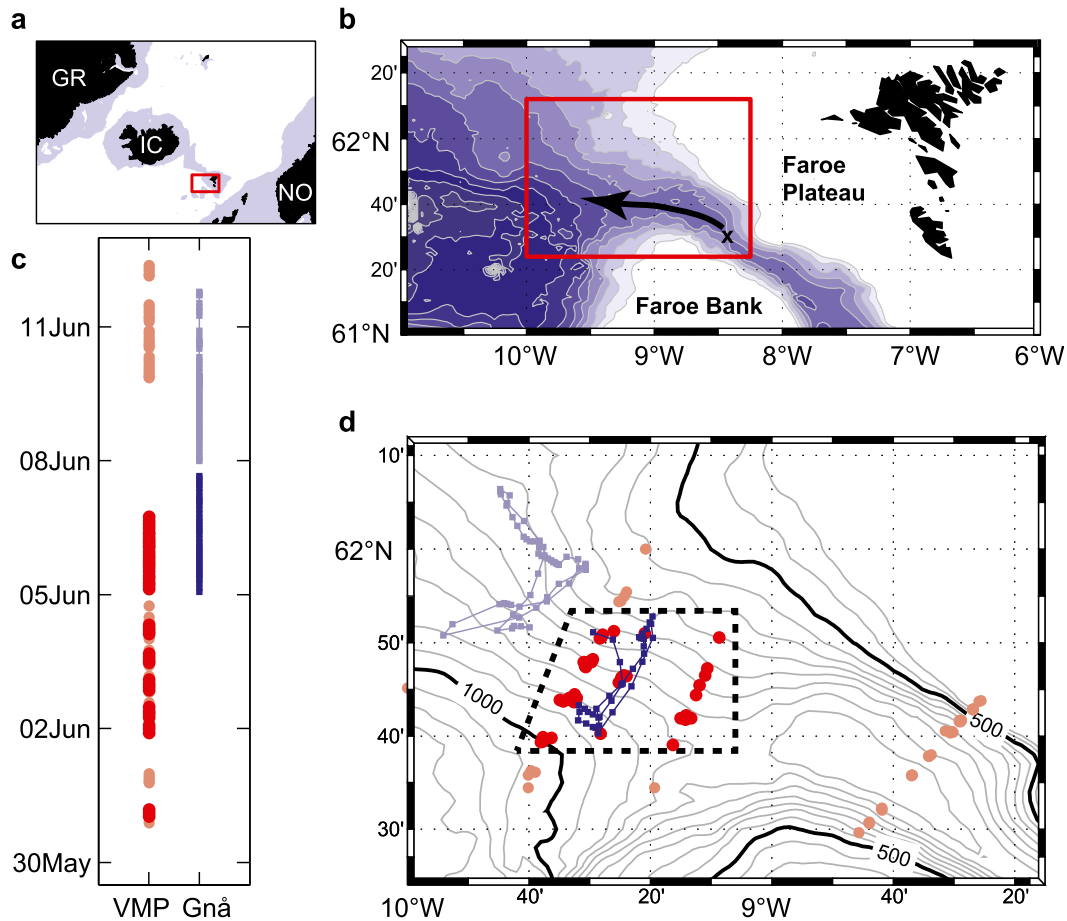 a
GR
IC
NO
b
20'
62°N
40'
20'
61°N
10°W
9°W
8°W
7°W
6°W
Faroe
Plateau
Faroe Bank
x
c
11Jun
08Jun
05Jun
02Jun
30May
VMP
Gnå
d
10'
62°N
50'
40'
30'
10°W
40'
20'
9°W
40'
20'
1000
500
500